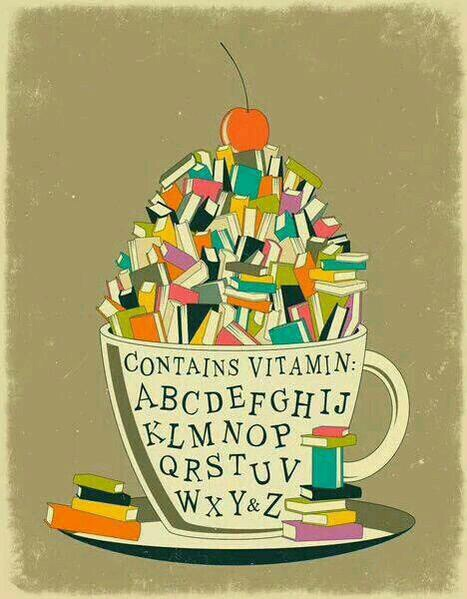 CONTAINS VITAMIN:
ABCDEFGHIJ
KLMNOP
QRSTUV
WXY&Z